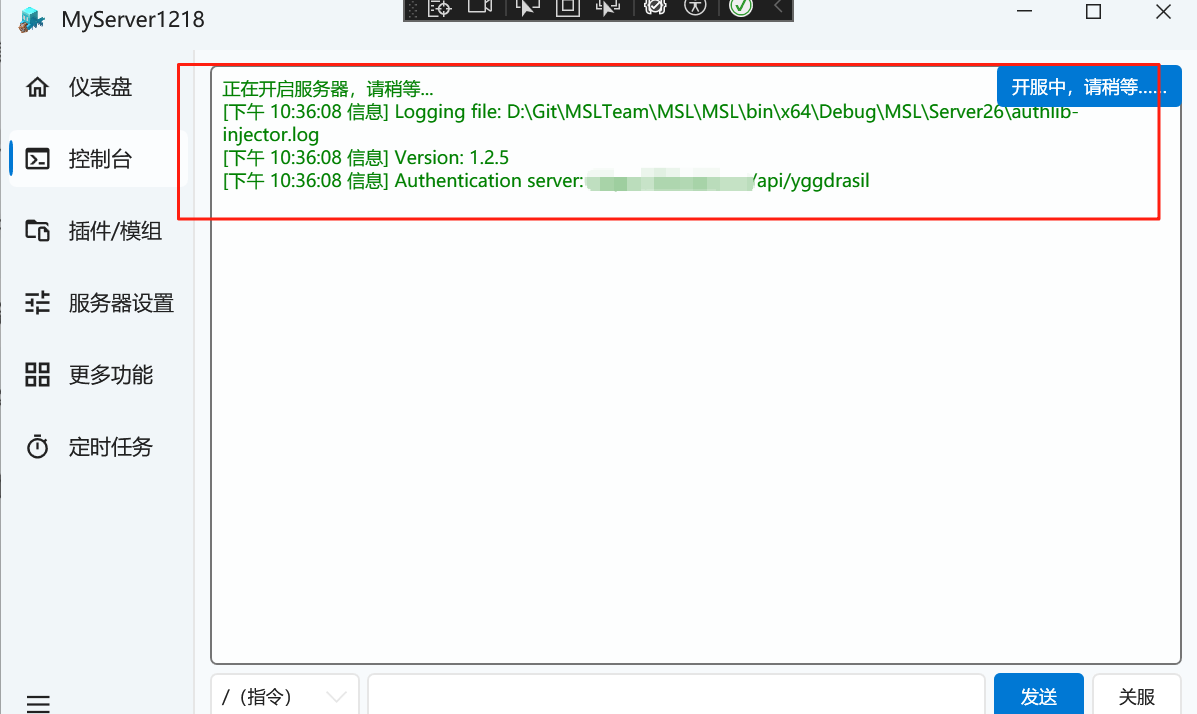 MyServer1218
仪表盘
控制台
插件/模组
服务器设置
更多功能
定时任务
正在开启服务器，请稍等...
开服中，请稍等......
[下午 10:36:08 信息] Logging file: D:\Git\MSLTeam\MSL\MSL\bin\x64\Debug\MSL\Server26\authlib-
injector.log
[下午 10:36:08 信息] Version: 1.2.5
[下午 10:36:08 信息] Authentication server: /api/yggdrasil
/（指令）
发送
关服